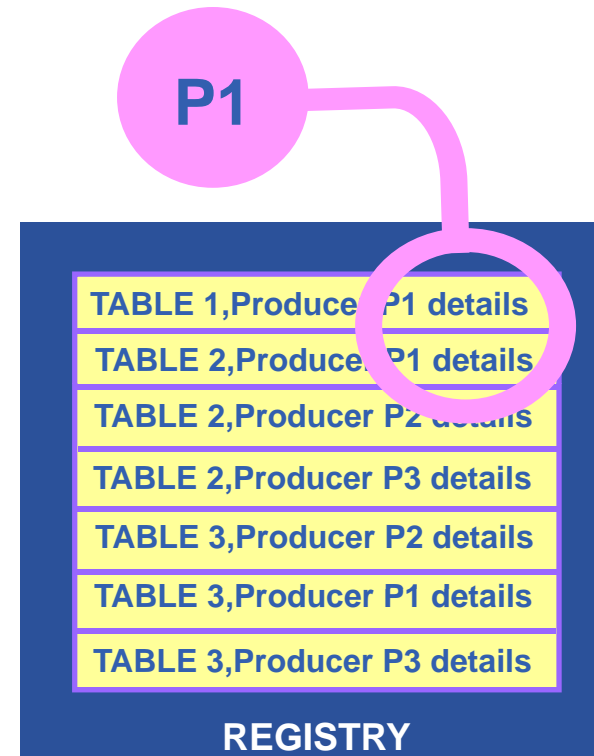 P1
TABLE 1,Producer P1 details
TABLE 2,Producer P1 details
TABLE 2,Producer P2 details
TABLE 2,Producer P3 details
TABLE 3,Producer P2 details
TABLE 3,Producer P1 details
TABLE 3,Producer P3 details
REGISTRY